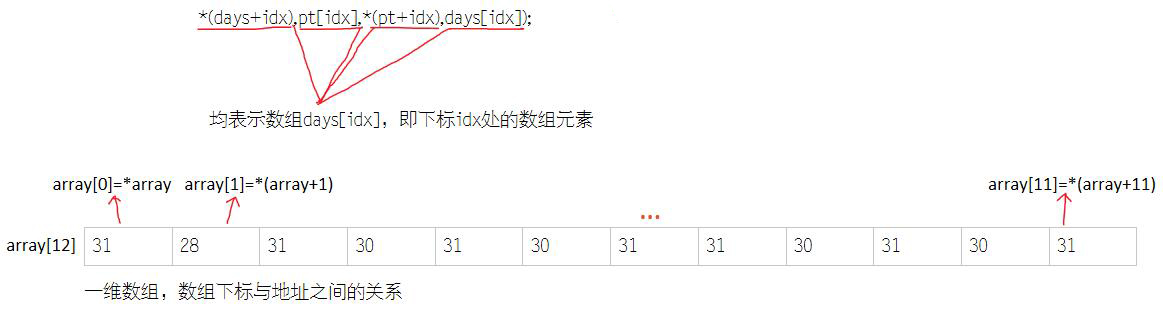 *(days+idx),pt[idx],*(pt+idx),days[idx]);
均表示数组days[idx]，即下标idx处的数组元素
array[0]=*array array[1]=*(array+1) array[11]=*(array+11)
...
array[12] 31 28 31 30 31 30 31 31 30 31 30 31
一维数组，数组下标与地址之间的关系